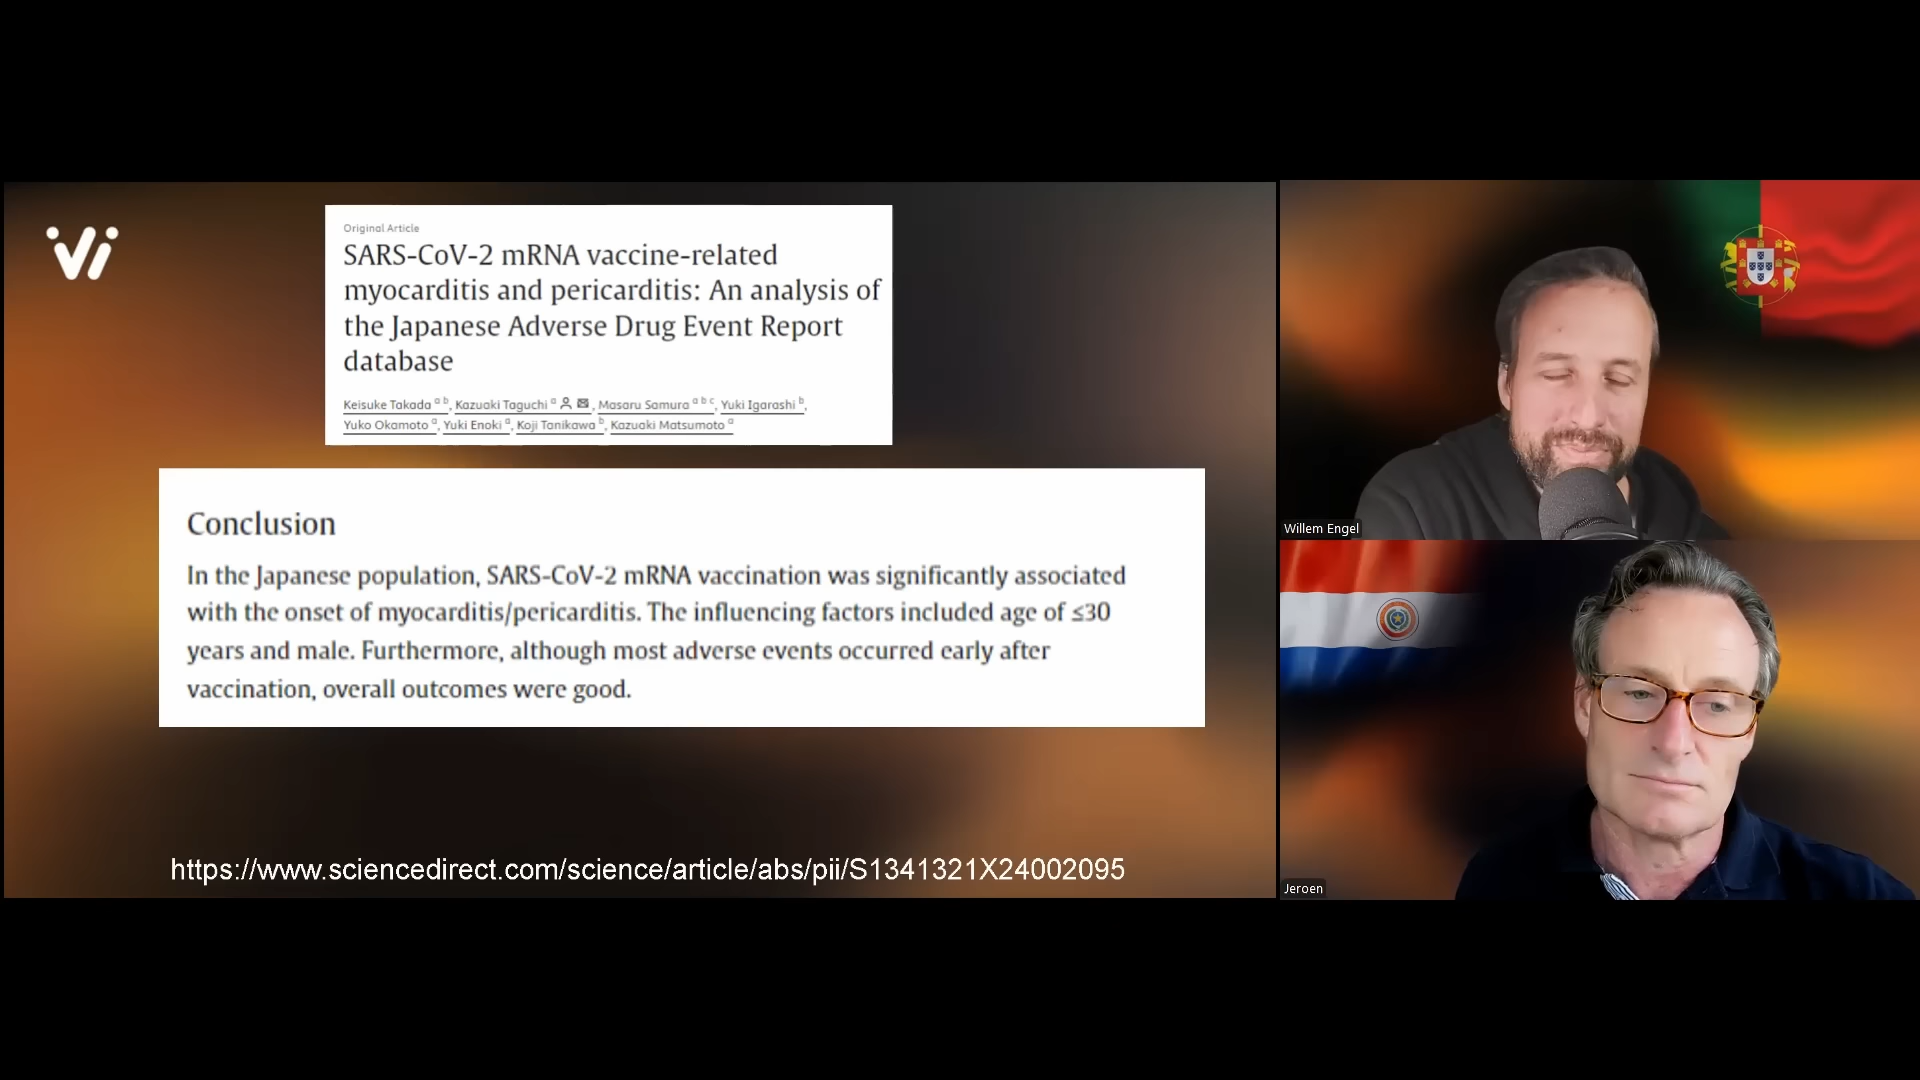 Original Article
SARS-CoV-2 mRNA vaccine-related
myocarditis and pericarditis: An analysis of
the Japanese Adverse Drug Event Report
database
Keisuke Takada a b, Kazuaki Taguchi a, Masaru Samura a b c, Yuki Igarashi b,
Yuko Okamoto a, Yuki Enoki a, Koji Tanikawa b, Kazuaki Matsumoto a
Conclusion
In the Japanese population, SARS-CoV-2 mRNA vaccination was significantly associated
with the onset of myocarditis/pericarditis. The influencing factors included age of ≤30
years and male. Furthermore, although most adverse events occurred early after
vaccination, overall outcomes were good.
https://www.sciencedirect.com/science/article/abs/pii/S1341321X24002095
Willem Engel
Jeroen